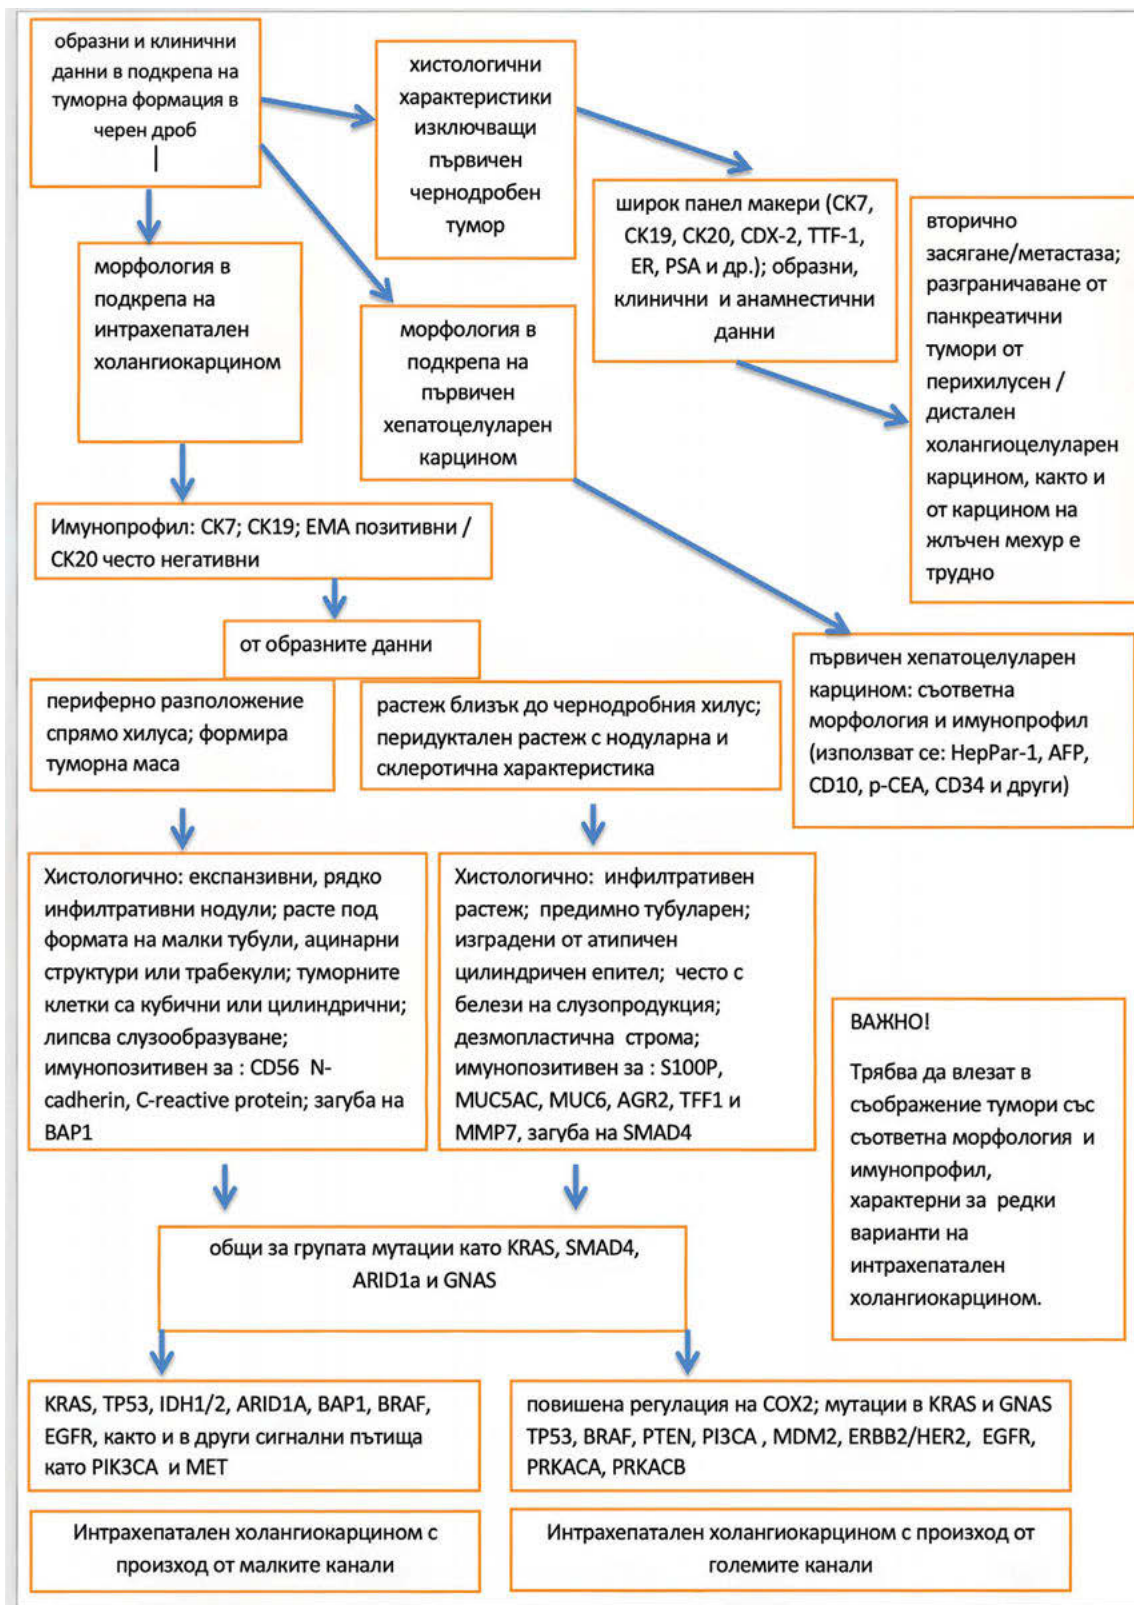 образни и клинични
данни в подкрепа на
туморна формация в
черен дроб
хистологични
характеристики
изключващи
първичен
чернодробен
тумор
широк панел макери (CK7,
CK19, CK20, CDX-2, TTF-1,
ER, PSA и др.); образни,
клинични и анамнестични
данни
вторично
засягане/метастаза;
разграничаване от
панкреатични
тумори от
перихилусен /
дистален
холангиоцелуларен
карцином, както и
от карцином на
жлъчен мехур е
трудно
морфология в
подкрепа на
интрахепатален
холангиокарцином
морфология в
подкрепа на
първичен
хепатоцелуларен
карцином
Имунопрофил: CK7; CK19; EMA позитивни /
CK20 често негативни
от образните данни
първичен хепатоцелуларен
карцином: съответна
морфология и имунопрофил
(използват се: HepPar-1, AFP,
CD10, p-CEA, CD34 и други)
периферно разположение
спрямо хилуса; формира
туморна маса
растеж близък до чернодробния хилус;
перидуктален растеж с нодуларна и
склеротична характеристика
Хистологично: експанзивни, рядко
инфилтративни нодули; расте под
формата на малки тубули, ацинарни
структури или трабекули; туморните
клетки са кубични или цилиндрични;
липсва слузообразуване;
имунопозитивен за : CD56 N-
cadherin, C-reactive protein; загуба на
BAP1
Хистологично: инфилтративен
растеж; предимно тубуларен;
изградени от атипичен
цилиндричен епител; често с
белези на слузопродукция;
дезмопластична строма;
имунопозитивен за : S100P,
MUC5AC, MUC6, AGR2, TFF1 и
MMP7, загуба на SMAD4
ВАЖНО!
Трябва да влезат в
съображение тумори със
съответна морфология и
имунопрофил,
характерни за редки
варианти на
интрахепатален
холангиокарцином.
общи за групата мутации като KRAS, SMAD4,
ARID1a и GNAS
KRAS, TP53, IDH1/2, ARID1A, BAP1, BRAF,
EGFR, както и в други сигнални пътища
като PIK3CA и MET
повишена регулация на COX2; мутации в KRAS и GNAS
TP53, BRAF, PTEN, PI3CA , MDM2, ERBB2/HER2, EGFR,
PRKACA, PRKACB
Интрахепатален холангиокарцином с
произход от малките канали
Интрахепатален холангиокарцином с произход от
големите канали